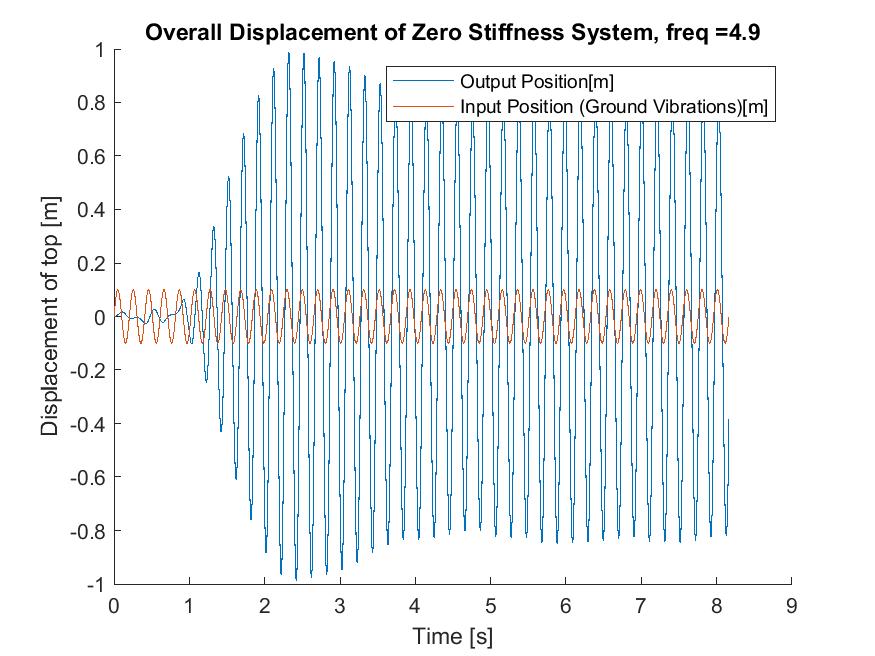 Overall Displacement of Zero Stiffness System, freq =4.9
Output Position[m]
Input Position (Ground Vibrations)[m]
Displacement of top [m]
1
0.8
0.6
0.4
0.2
0
-0.2
-0.4
-0.6
-0.8
-1
0 1 2 3 4 5 6 7 8 9
Time [s]